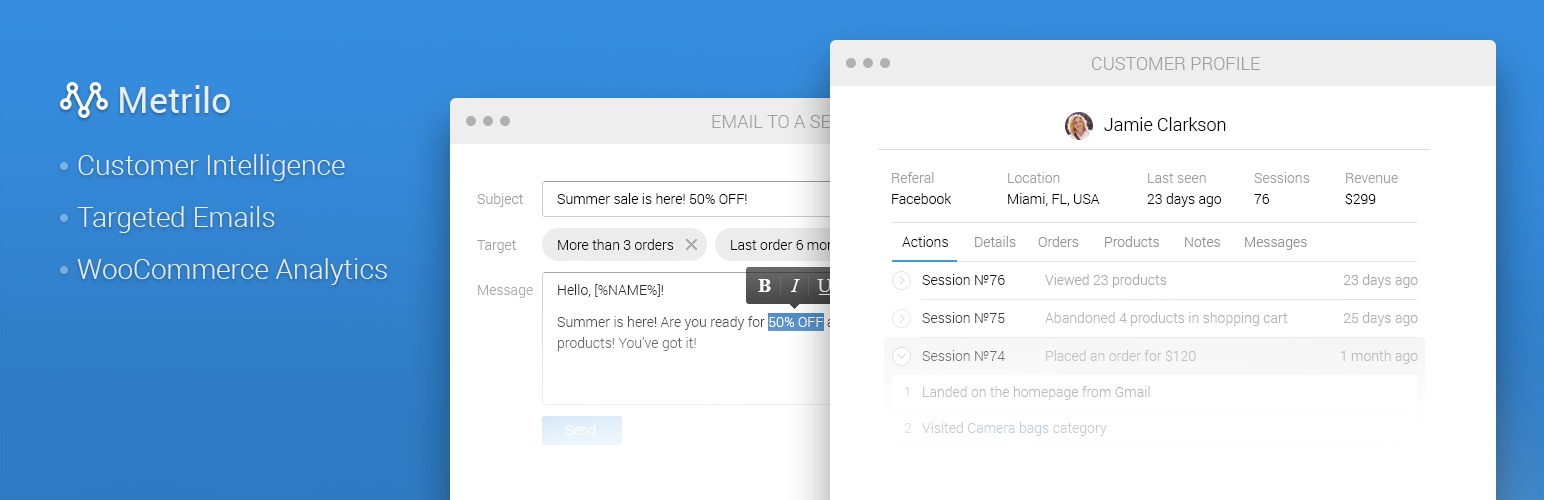 Metrilo
Customer Intelligence
Targeted Emails
WooCommerce Analytics
EMAIL TO A SE
Subject
Summer sale is here! 50% OFF!
Target
More than 3 orders
Last order 6 mon
Message
Hello, [%NAME%]!
B I U
Summer is here! Are you ready for 50% OFF a
products! You've got it!
Send
CUSTOMER PROFILE
Jamie Clarkson
Referal Location Last seen Sessions Revenue
Facebook Miami, FL, USA 23 days ago 76 $299
Actions Details Orders Products Notes Messages
Session №76 Viewed 23 products 23 days ago
Session №75 Abandoned 4 products in shopping cart 25 days ago
Session №74 Placed an order for $120 1 month ago
1 Landed on the homepage from Gmail
2 Visited Camera bags category